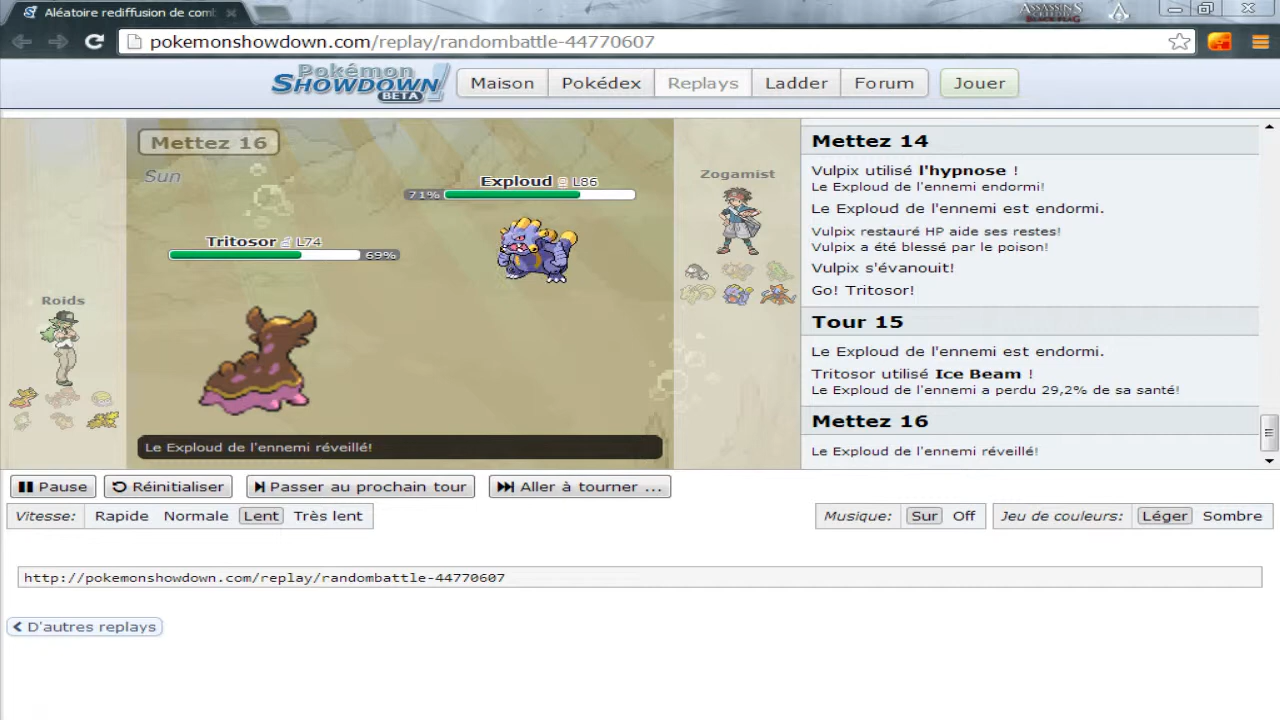 Aléatoire rediffusion de comb
ASSASSIN'S
pokemonshowdown.com/replay/randombattle-44770607
Pokémon
SHOWDOWN!
BETA
Maison
Pokédex
Replays
Ladder
Forum
Jouer
Mettez 16
Sun
Exploud L86
71%
Tritosor L74
69%
Roids
Zogamist
Le Exploud de l'ennemi réveillé!
Mettez 14
Vulpix utilisé l'hypnose !
Le Exploud de l'ennemi endormi!
Le Exploud de l'ennemi est endormi.
Vulpix restauré HP aide ses restes!
Vulpix a été blessé par le poison!
Vulpix s'évanouit!
Go! Tritosor!
Tour 15
Le Exploud de l'ennemi est endormi.
Tritosor utilisé Ice Beam !
Le Exploud de l'ennemi a perdu 29,2% de sa santé!
Mettez 16
Le Exploud de l'ennemi réveillé!
Pause
Réinitialiser
Passer au prochain tour
Aller à tourner ...
Vitesse: Rapide Normale Lent Très lent
Musique: Sur Off
Jeu de couleurs: Léger Sombre
http://pokemonshowdown.com/replay/randombattle-44770607
D'autres replays